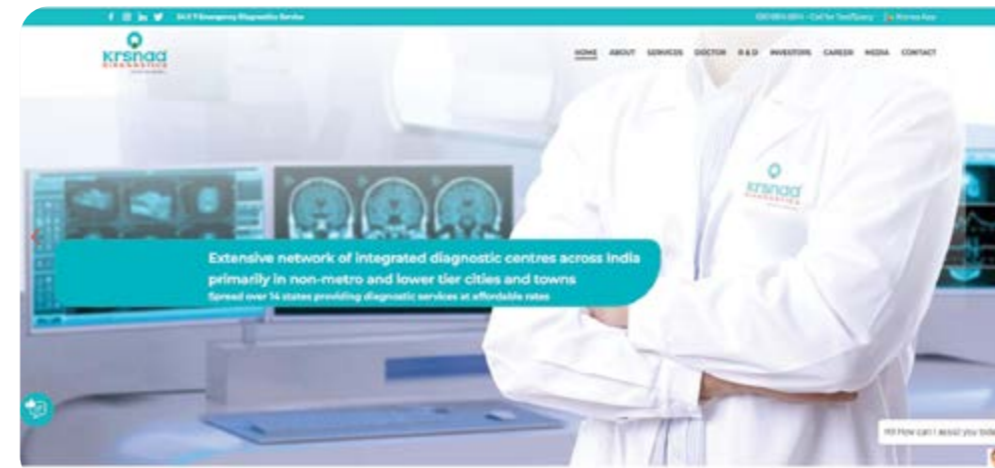 24 X 7 Emergency Diagnostics Service
Call for Test/Query
Krsnaa App
Krsnaa
DIAGNOSTICS
HOME ABOUT SERVICES DOCTOR R & D INVESTORS CAREER MEDIA CONTACT
Krsnaa
DIAGNOSTICS
Extensive network of integrated diagnostic centres across India
primarily in non-metro and lower tier cities and towns
Spread over 14 states providing diagnostic services at affordable rates
Hi! How can I assist you